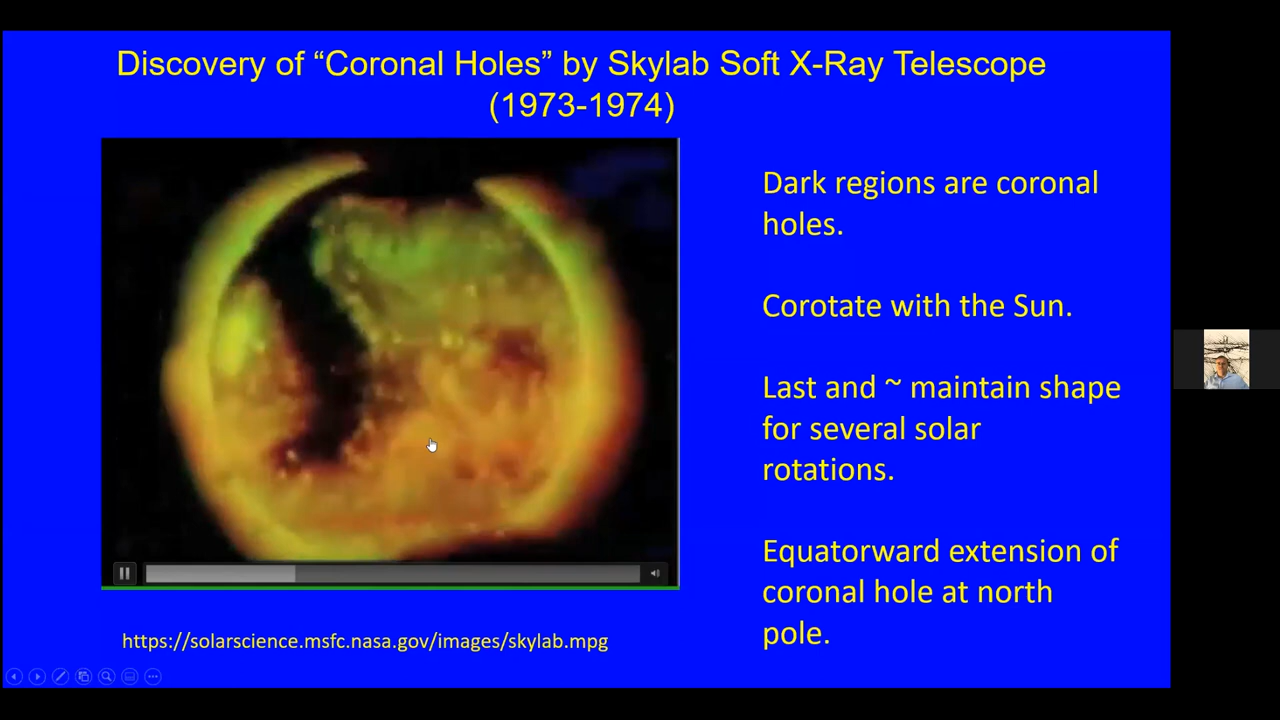 Discovery of “Coronal Holes” by Skylab Soft X-Ray Telescope
(1973-1974)
Dark regions are coronal
holes.
Corotate with the Sun.
Last and ~ maintain shape
for several solar
rotations.
Equatorward extension of
coronal hole at north
pole.
https://solarscience.msfc.nasa.gov/images/skylab.mpg